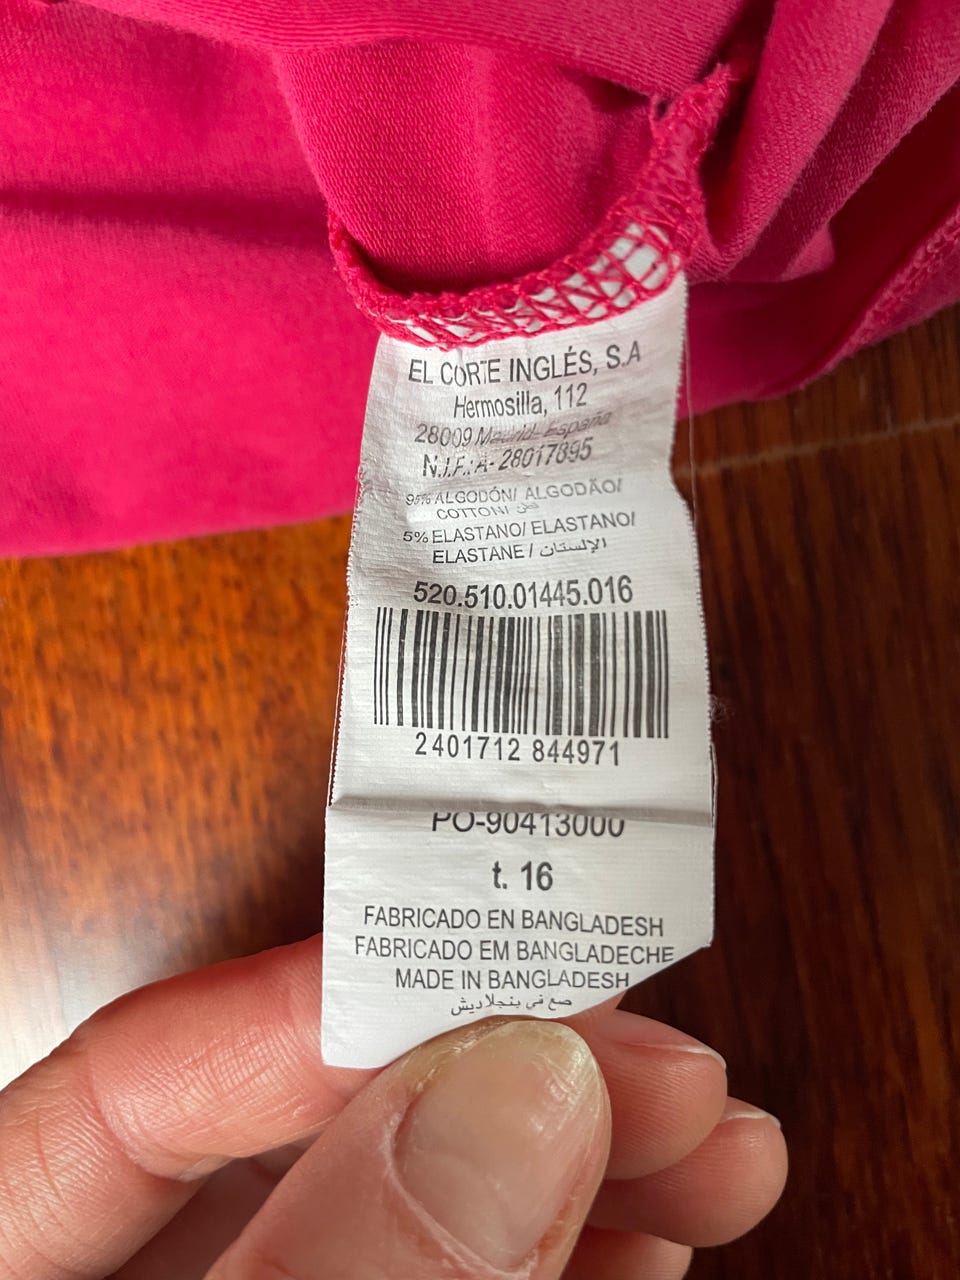 EL CORTE INGLÉS, S.A
Hermosilla, 112
28009 Madrid- España
N.I.F.: A- 28017895
95% ALGODÓN/ ALGODÃO/
COTTON/ قطن
5% ELASTANO/ ELASTANO/
ELASTANE / الإلستان
520.510.01445.016
2401712 844971
PO-90413000
t. 16
FABRICADO EN BANGLADESH
FABRICADO EM BANGLADECHE
MADE IN BANGLADESH
صع في بنجلاديش